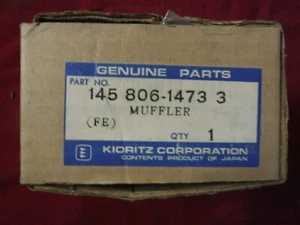 GENUINE PARTS
PART NO.
145 806-1473 3
MUFFLER
(FE)
QTY 1
KIORITZ CORPORATION
CONTENTS PRODUCT OF JAPAN